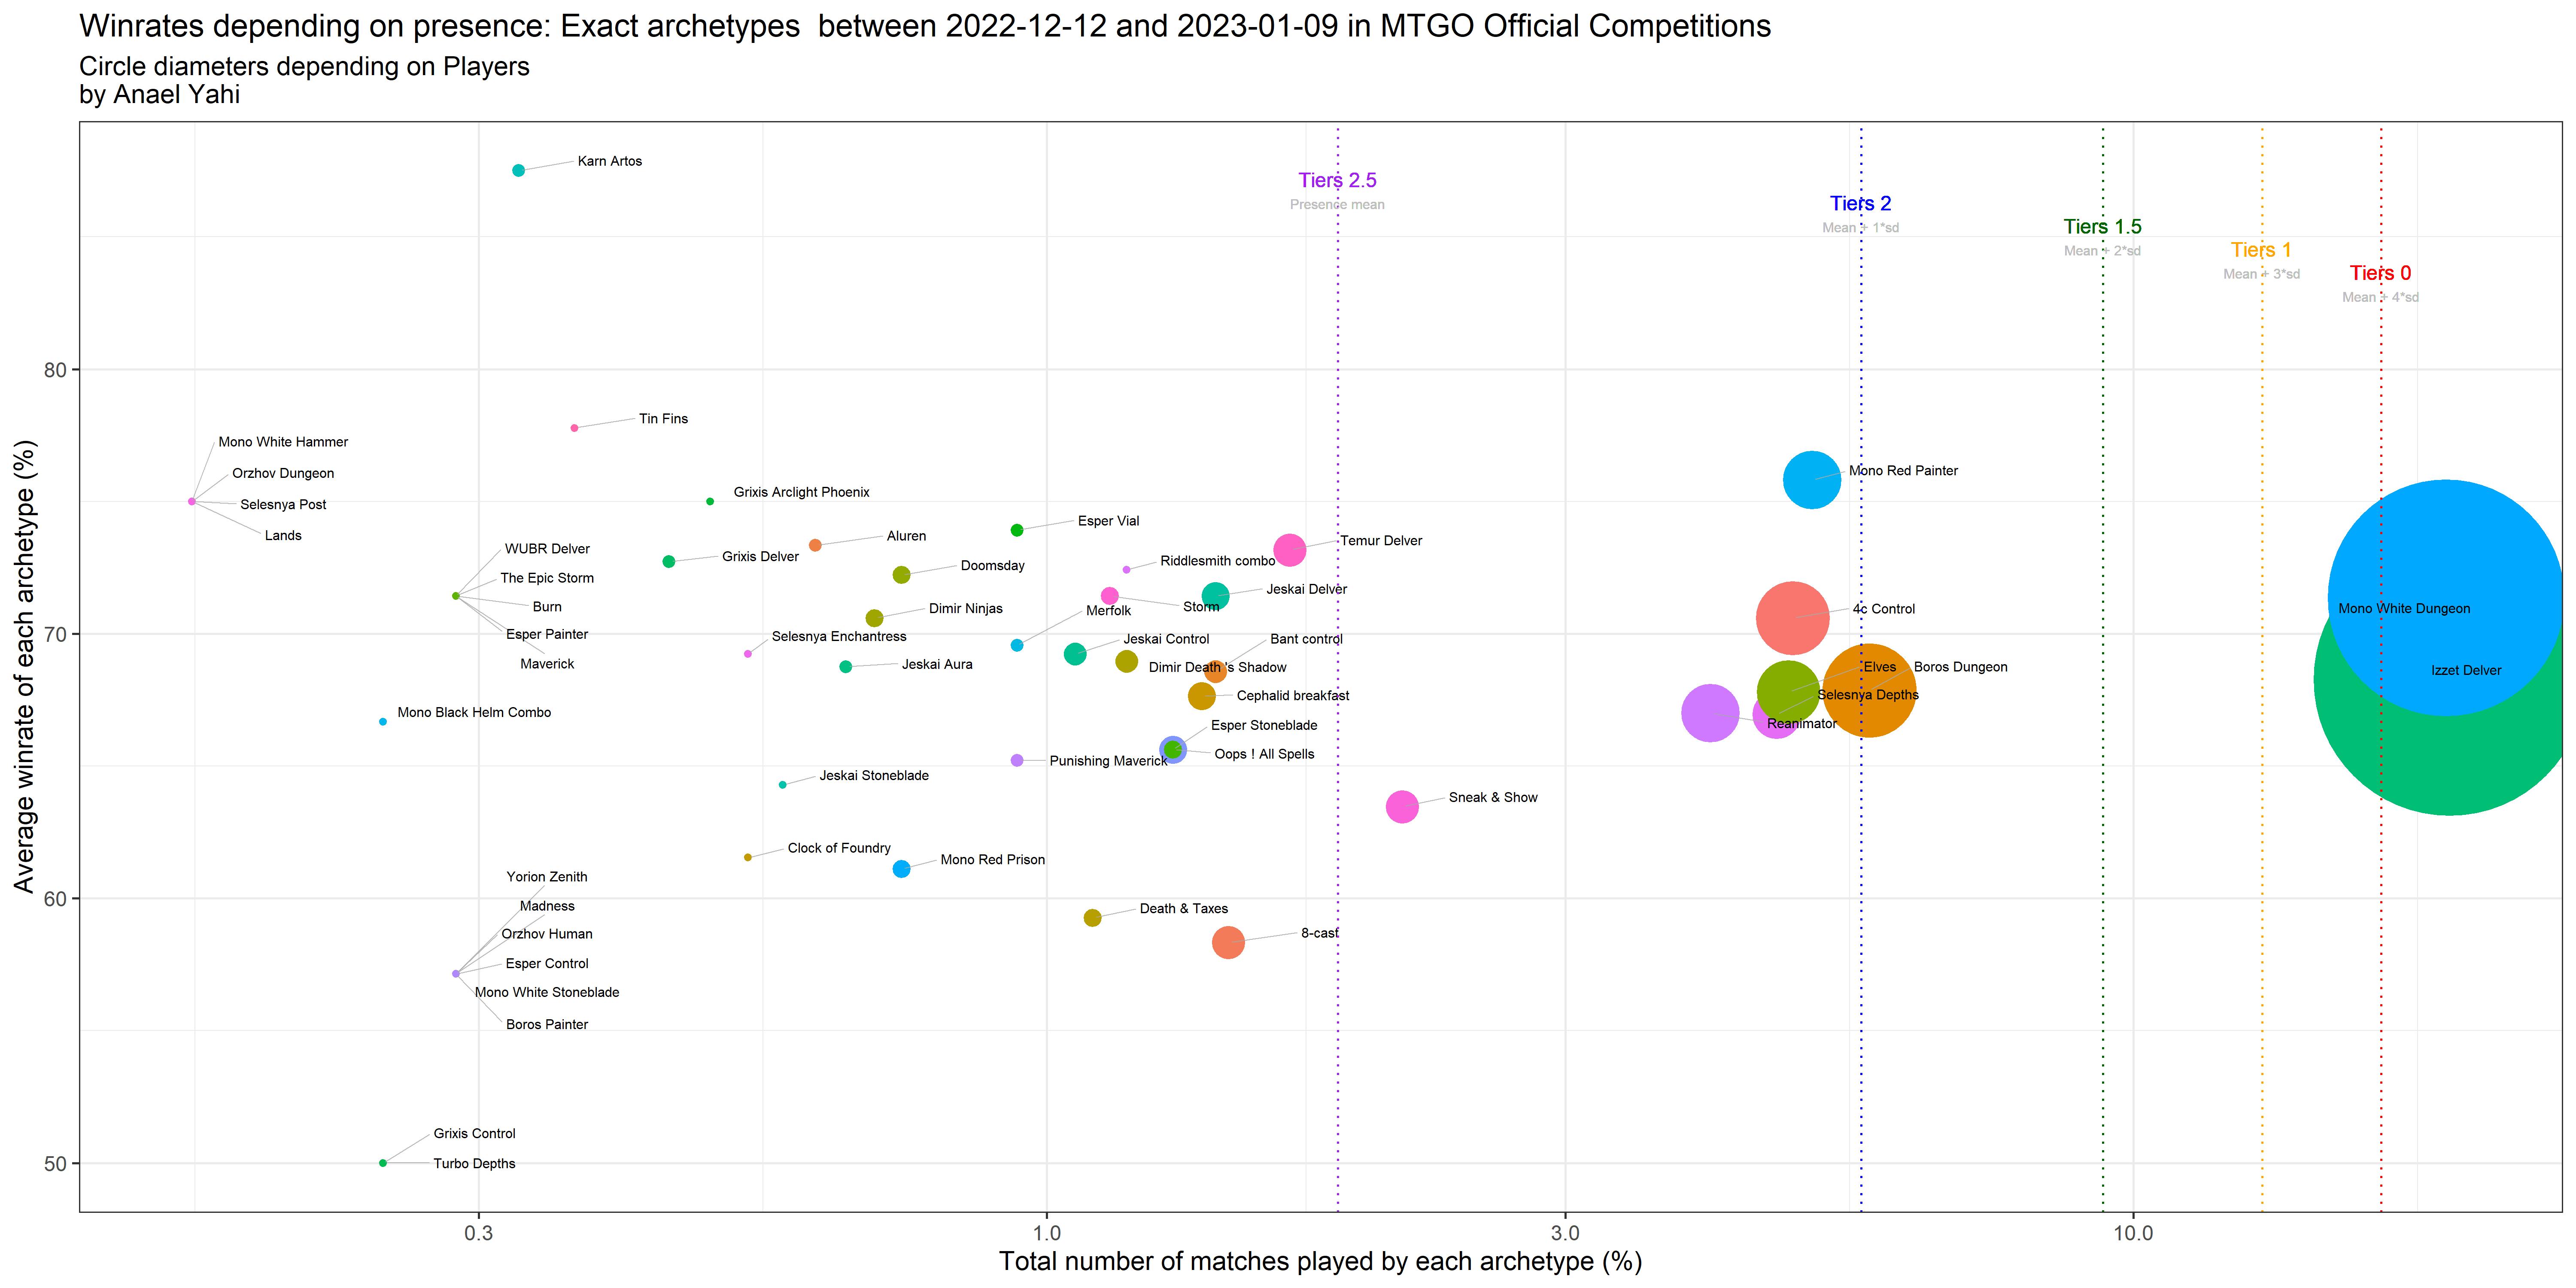 Winrates depending on presence: Exact archetypes  between 2022-12-12 and 2023-01-09 in MTGO Official Competitions
Circle diameters depending on Players
by Anael Yahi
Karn Artos
Tiers 2.5
Presence mean
Tiers 2
Mean + 1*sd
Tiers 1.5
Mean + 2*sd
Tiers 1
Mean + 3*sd
Tiers 0
Mean + 4*sd
80
Tin Fins
Mono White Hammer
Orzhov Dungeon
Selesnya Post
Lands
Grixis Arclight Phoenix
Mono Red Painter
Esper Vial
Aluren
Temur Delver
WUBR Delver
Grixis Delver
Riddlesmith combo
Doomsday
The Epic Storm
Jeskai Delver
Burn
Storm
Merfolk
Dimir Ninjas
4c Control
Mono White Dungeon
70
Esper Painter
Selesnya Enchantress
Jeskai Control
Bant control
Maverick
Jeskai Aura
Dimir Death's Shadow
Elves
Boros Dungeon
Izzet Delver
Cephalid breakfast
Selesnya Depths
Mono Black Helm Combo
Esper Stoneblade
Reanimator
Oops ! All Spells
Punishing Maverick
Jeskai Stoneblade
Sneak & Show
Clock of Foundry
Mono Red Prison
60
Yorion Zenith
Madness
Death & Taxes
Orzhov Human
8-cast
Esper Control
Mono White Stoneblade
Boros Painter
Grixis Control
50
Turbo Depths
0.3
1.0
3.0
10.0
Average winrate of each archetype (%)
Total number of matches played by each archetype (%)